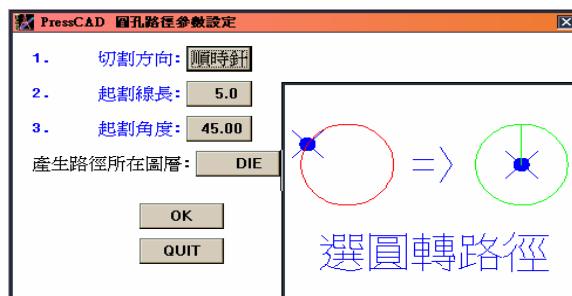 PressCAD 圓孔路徑參數設定
1. 切割方向: 順時針
2. 起割線長: 5.0
3. 起割角度: 45.00
產生路徑所在圖層: DIE
OK
QUIT
=>
選圓轉路徑